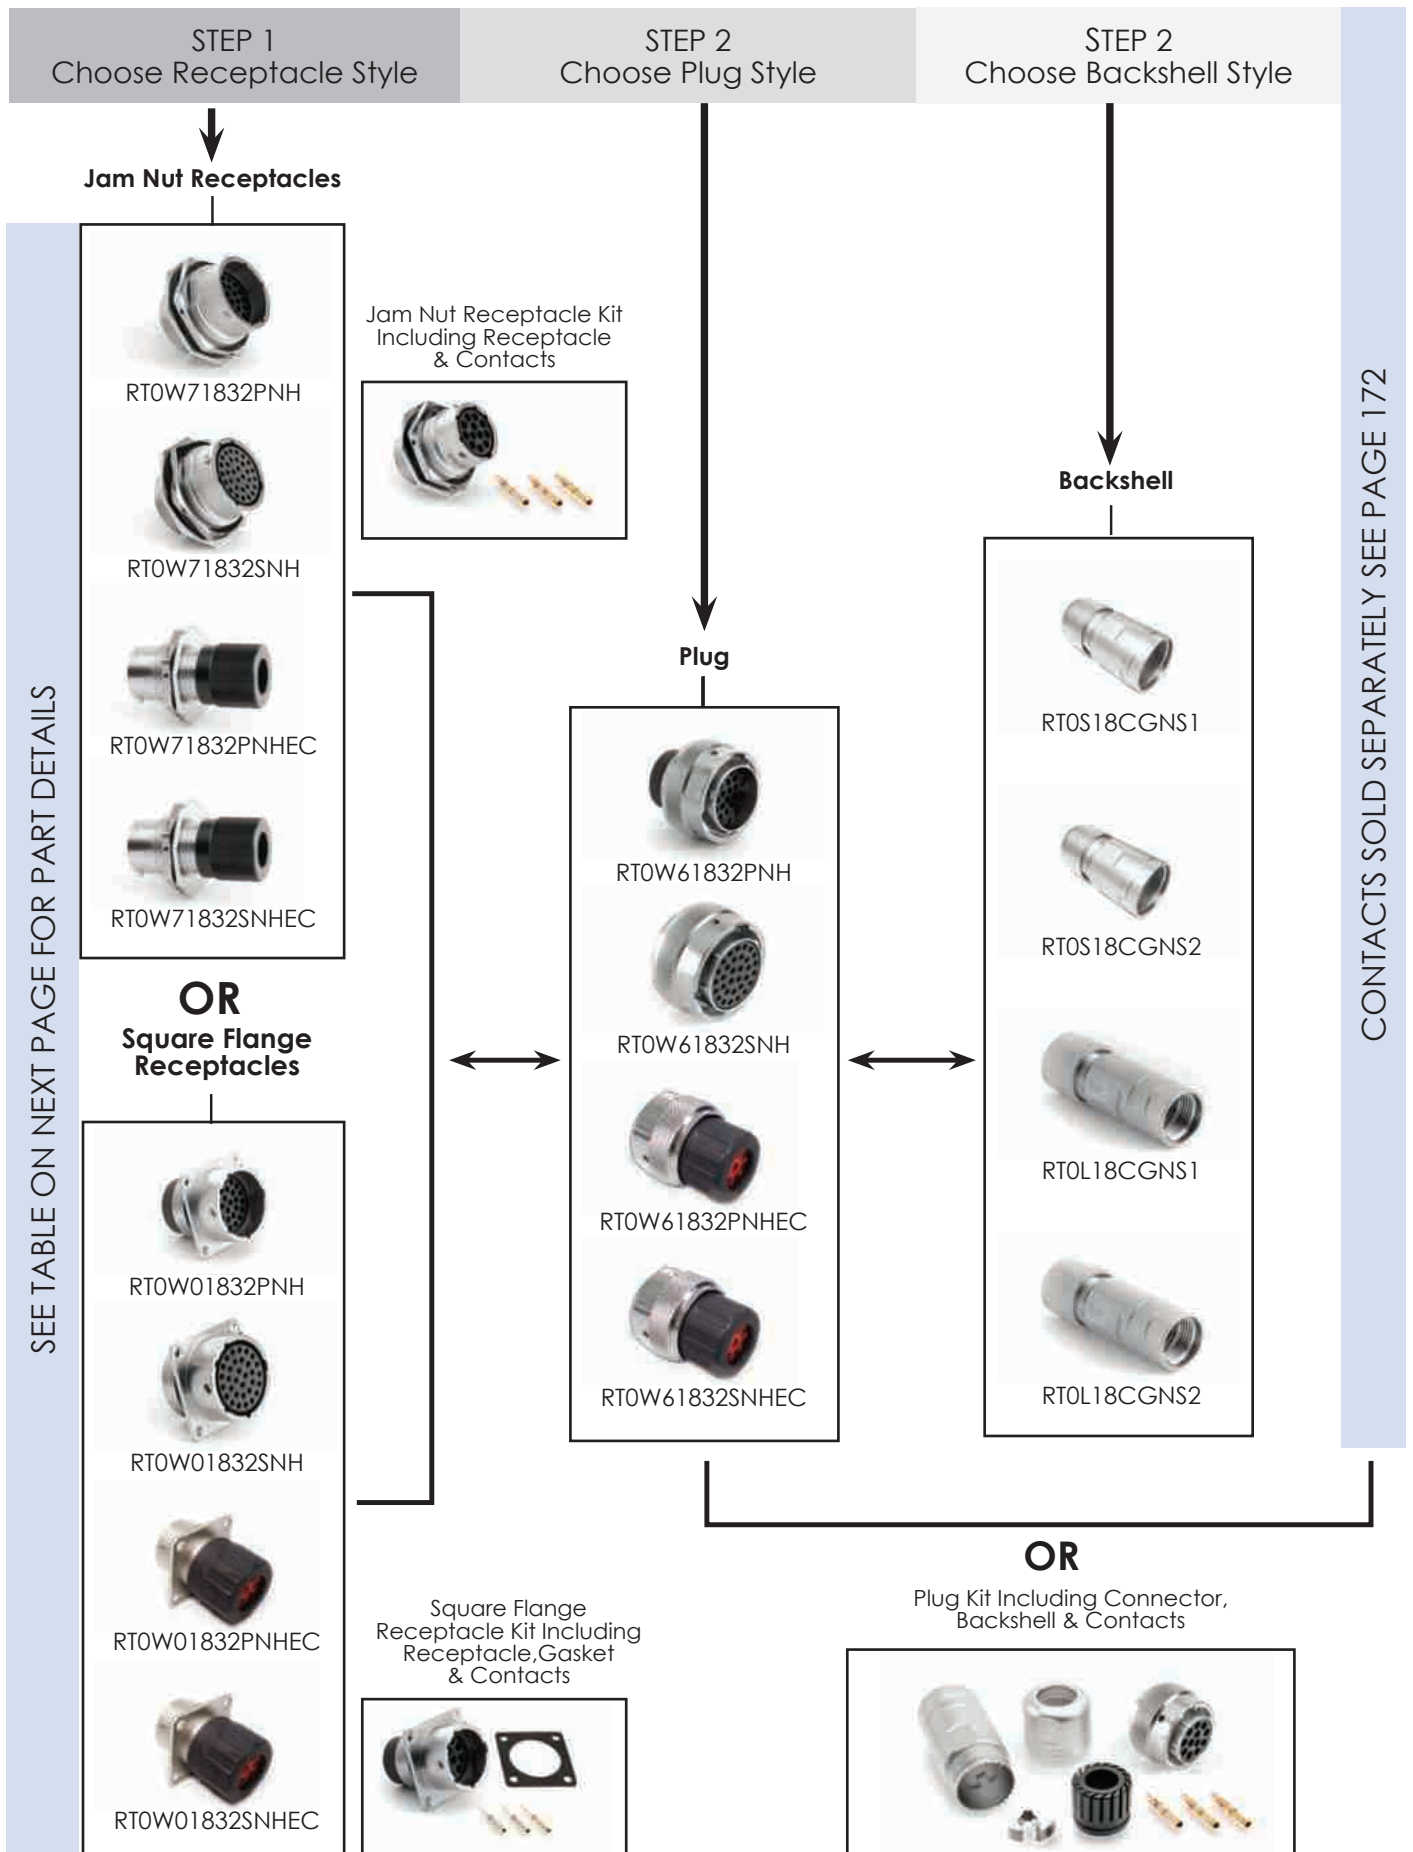 STEP 1
Choose Receptacle Style
STEP 2
Choose Plug Style
STEP 2
Choose Backshell Style
Jam Nut Receptacles
RT0W71832PNH
RT0W71832SNH
RT0W71832PNHEC
RT0W71832SNHEC
Jam Nut Receptacle Kit
Including Receptacle
& Contacts
OR
Square Flange
Receptacles
RT0W01832PNH
RT0W01832SNH
RT0W01832PNHEC
RT0W01832SNHEC
Square Flange
Receptacle Kit Including
Receptacle,Gasket
& Contacts
Plug
RT0W61832PNH
RT0W61832SNH
RT0W61832PNHEC
RT0W61832SNHEC
Backshell
RT0S18CGNS1
RT0S18CGNS2
RT0L18CGNS1
RT0L18CGNS2
OR
Plug Kit Including Connector,
Backshell & Contacts
SEE TABLE ON NEXT PAGE FOR PART DETAILS
CONTACTS SOLD SEPARATELY SEE PAGE 172